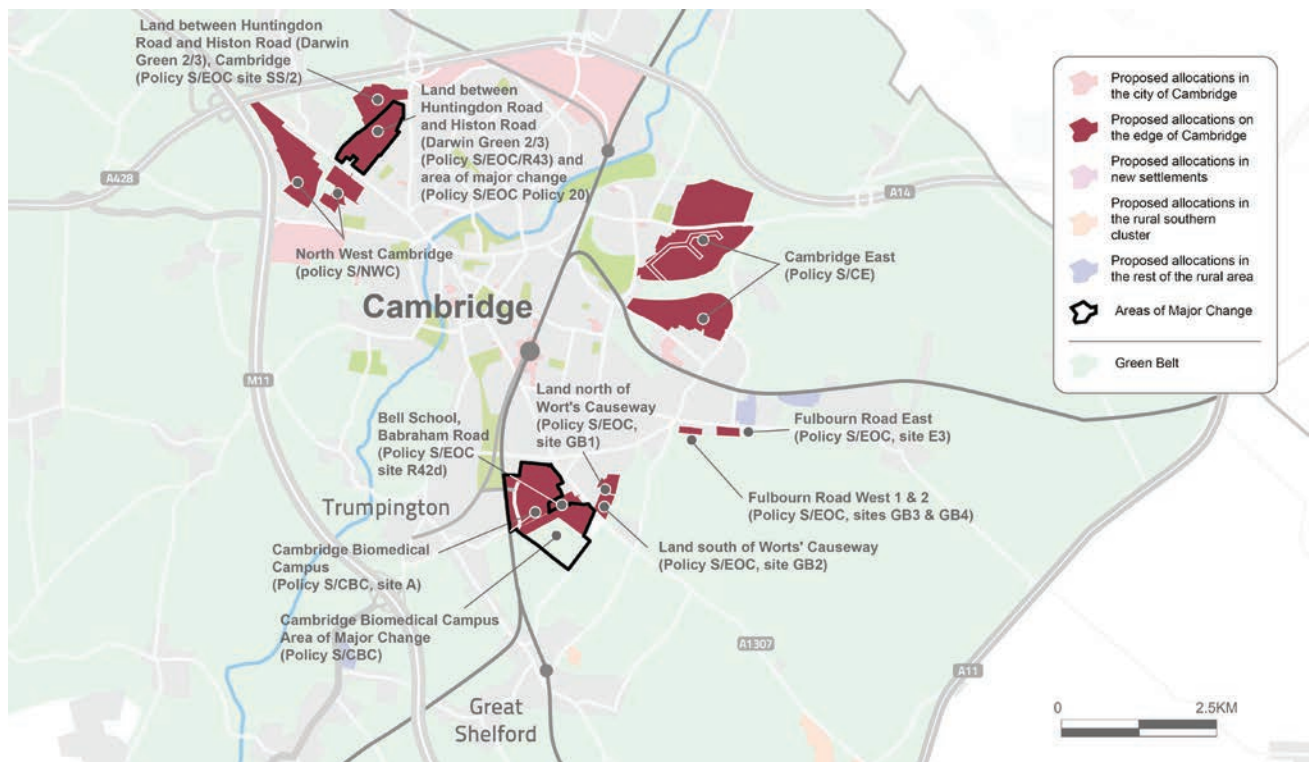 Land between Huntingdon
Road and Histon Road (Darwin
Green 2/3), Cambridge
(Policy S/EOC site SS/2)
Land between
Huntingdon Road
and Histon Road
(Darwin Green 2/3)
(Policy S/EOC/R43) and
area of major change
(Policy S/EOC Policy 20)
A428
A14
North West Cambridge
(policy S/NWC)
Cambridge East
(Policy S/CE)
Cambridge
M11
Land north of
Wort's Causeway
(Policy S/EOC,
site GB1)
Bell School,
Babraham Road
(Policy S/EOC
site R42d)
Fulbourn Road East
(Policy S/EOC, site E3)
Trumpington
Fulbourn Road West 1 & 2
(Policy S/EOC, sites GB3 & GB4)
Cambridge Biomedical
Campus
(Policy S/CBC, site A)
Land south of Worts' Causeway
(Policy S/EOC, site GB2)
Cambridge Biomedical Campus
Area of Major Change
(Policy S/CBC)
A1307
A11
Great
Shelford
Proposed allocations in
the city of Cambridge
Proposed allocations on
the edge of Cambridge
Proposed allocations in
new settlements
Proposed allocations in
the rural southern
cluster
Proposed allocations in
the rest of the rural area
Areas of Major Change
Green Belt
0 2.5KM